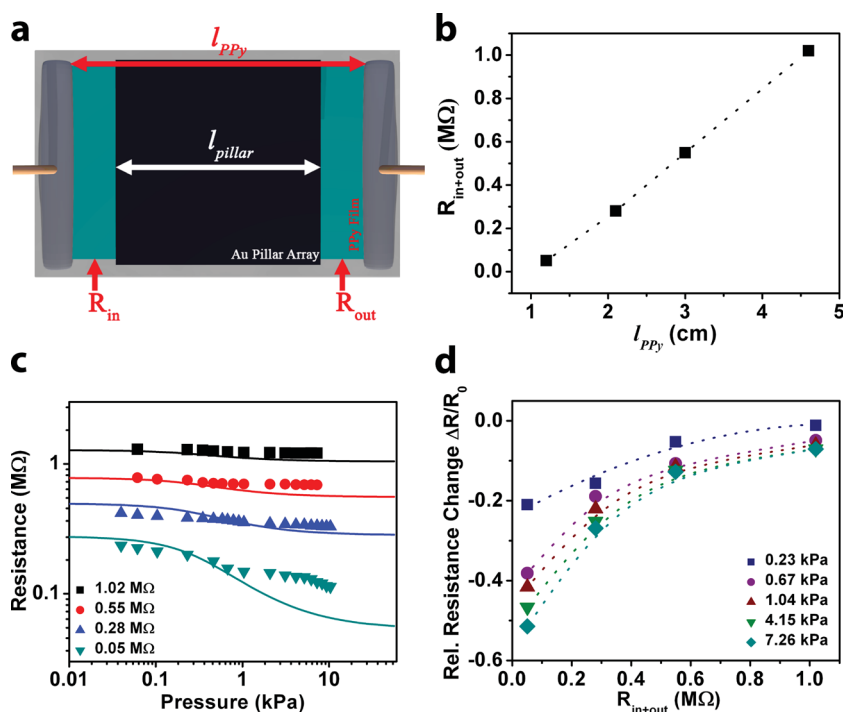 a
l_PPy
l_pillar
PPy Film
Au Pillar Array
R_in
R_out
b
R_in+out (MΩ)
1.0
0.8
0.6
0.4
0.2
0.0
1 2 3 4 5
l_PPy (cm)
c
Resistance (MΩ)
1
0.1
1.02 MΩ
0.55 MΩ
0.28 MΩ
0.05 MΩ
0.01 0.1 1 10
Pressure (kPa)
d
Rel. Resistance Change ΔR/R_0
0.0
-0.2
-0.4
-0.6
0.23 kPa
0.67 kPa
1.04 kPa
4.15 kPa
7.26 kPa
0.0 0.2 0.4 0.6 0.8 1.0
R_in+out (MΩ)